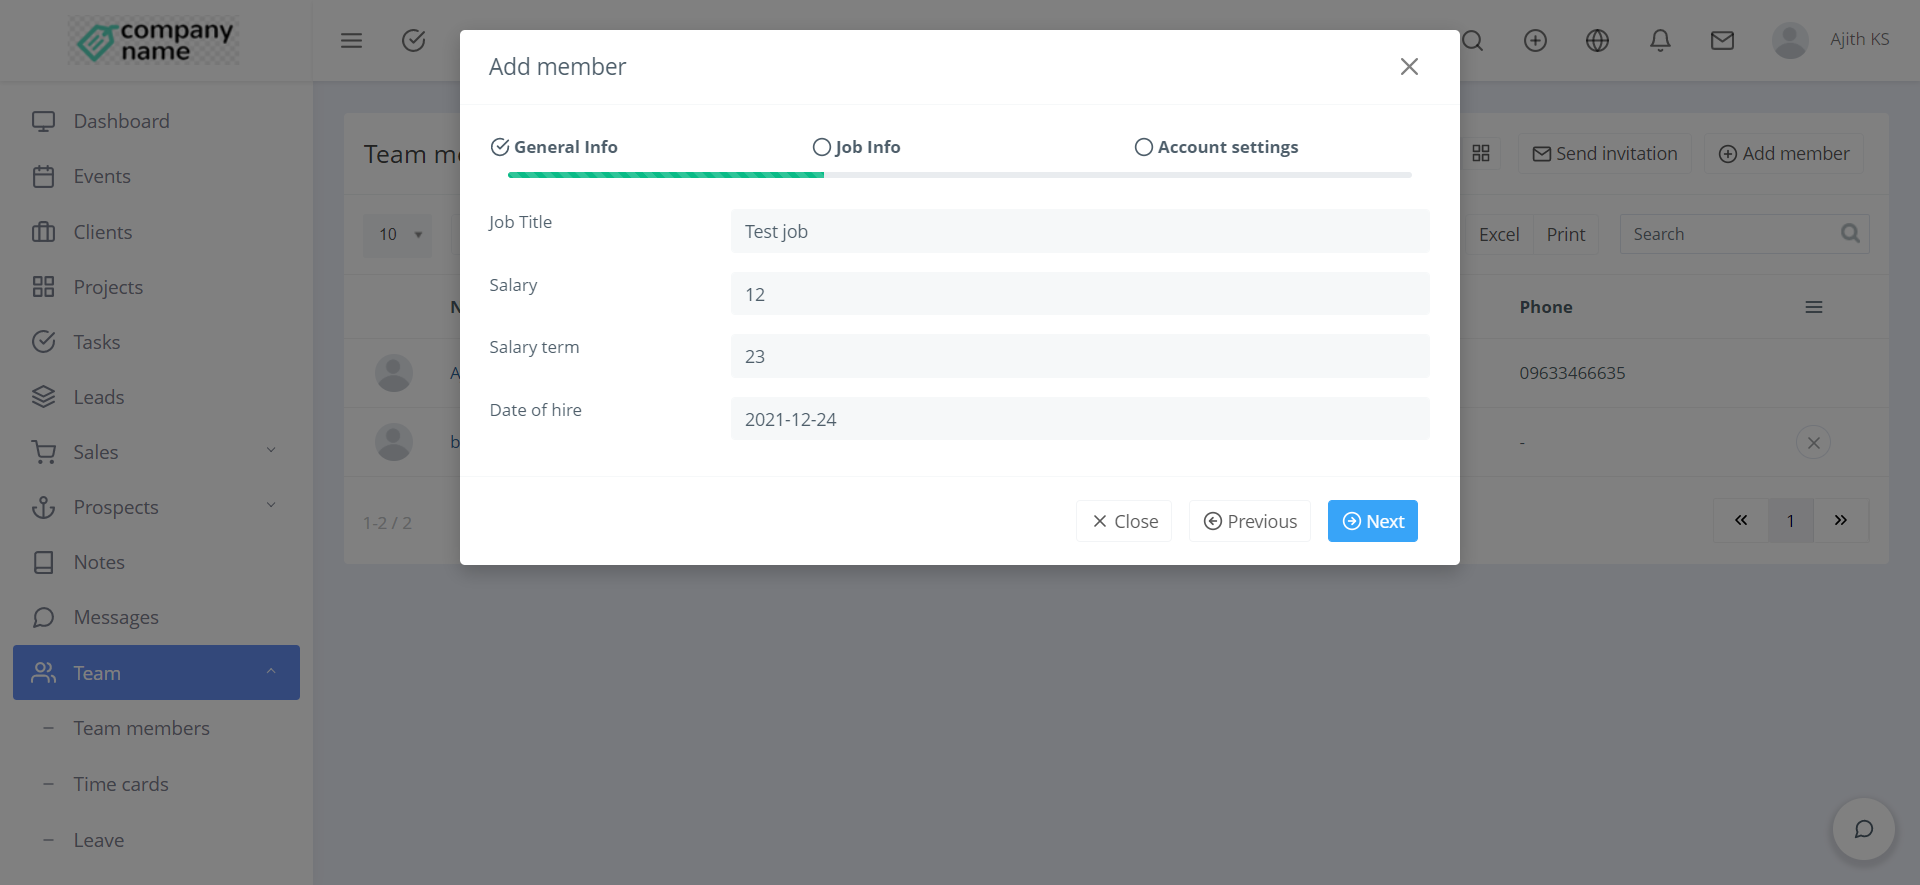 company
name
Ajith KS
Dashboard
Events
Clients
Projects
Tasks
Leads
Sales
Prospects
Notes
Messages
Team
Team members
Time cards
Leave
Team m
Send invitation
Add member
10
Excel
Print
Search
Phone
A
09633466635
b
-
1-2 / 2
1
Add member
General Info
Job Info
Account settings
Job Title
Test job
Salary
12
Salary term
23
Date of hire
2021-12-24
Close
Previous
Next